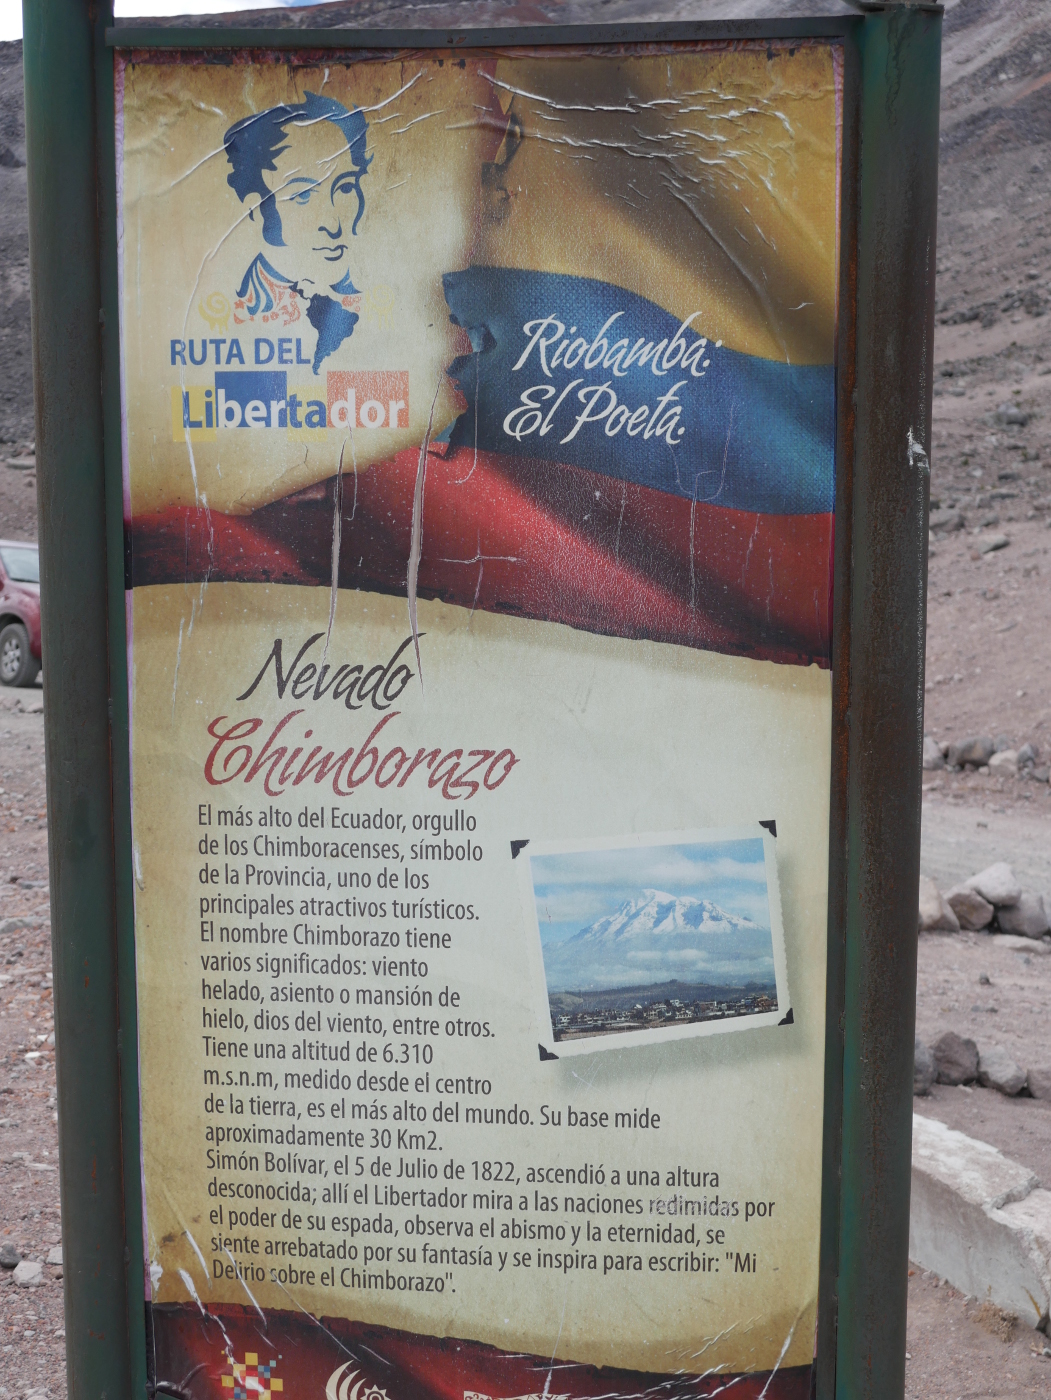 RUTA DEL
Libertador
Riobamba:
El Poeta.
Nevado
Chimborazo
El más alto del Ecuador, orgullo
de los Chimboracenses, símbolo
de la Provincia, uno de los
principales atractivos turísticos.
El nombre Chimborazo tiene
varios significados: viento
helado, asiento o mansión de
hielo, dios del viento, entre otros.
Tiene una altitud de 6.310
m.s.n.m, medido desde el centro
de la tierra, es el más alto del mundo. Su base mide
aproximadamente 30 Km2.
Simón Bolívar, el 5 de Julio de 1822, ascendió a una altura
desconocida; allí el Libertador mira a las naciones redimidas por
el poder de su espada, observa el abismo y la eternidad, se
siente arrebatado por su fantasía y se inspira para escribir: "Mi
Delirio sobre el Chimborazo".